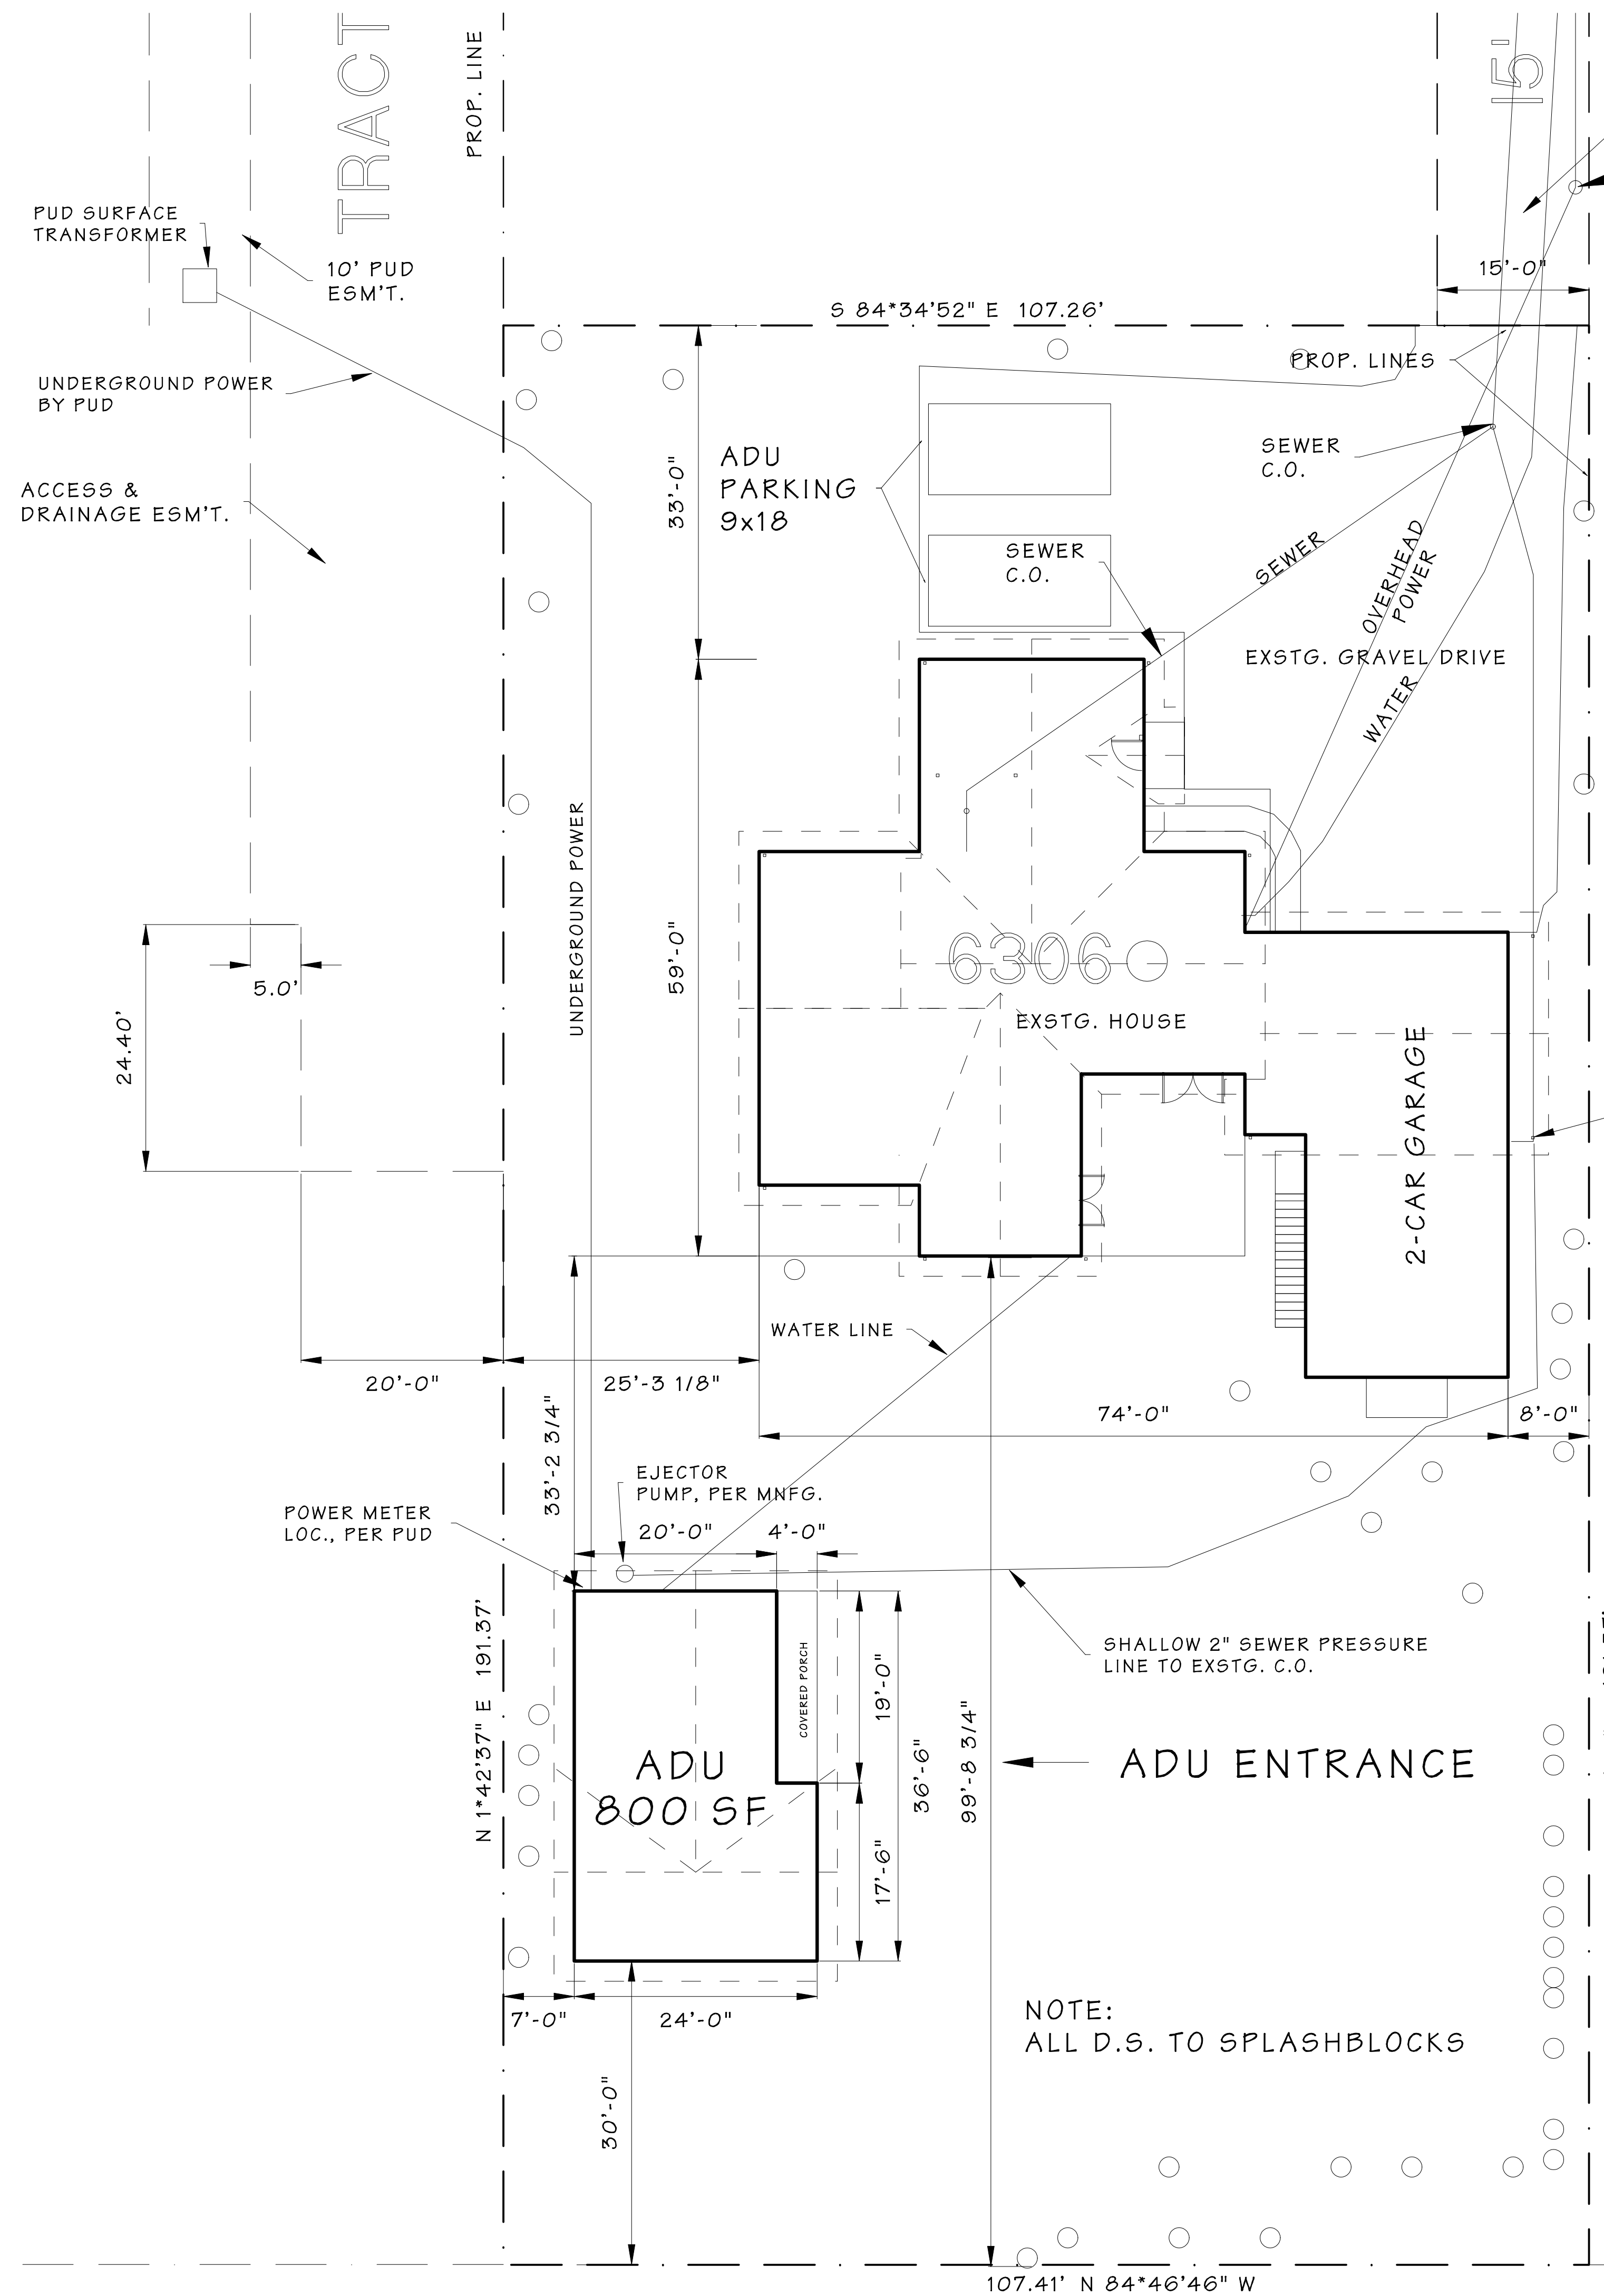 TRACT
PROP. LINE
15'
PUD SURFACE
TRANSFORMER
10' PUD
ESM'T.
15'-0"
S 84*34'52" E 107.26'
PROP. LINES
UNDERGROUND POWER
BY PUD
ADU
PARKING
9x18
33'-0"
SEWER
C.O.
ACCESS &
DRAINAGE ESM'T.
SEWER
C.O.
SEWER
OVERHEAD
POWER
EXSTG. GRAVEL DRIVE
WATER
UNDERGROUND POWER
59'-0"
6306
EXSTG. HOUSE
5.0'
24.40'
2-CAR GARAGE
WATER LINE
20'-0"
25'-3 1/8"
74'-0"
8'-0"
33'-2 3/4"
EJECTOR
PUMP, PER MNFG.
POWER METER
LOC., PER PUD
20'-0"
4'-0"
N 1*42'37" E 191.37'
COVERED PORCH
19'-0"
SHALLOW 2" SEWER PRESSURE
LINE TO EXSTG. C.O.
36'-6"
99'-8 3/4"
ADU ENTRANCE
ADU
800 SF
17'-6"
7'-0"
24'-0"
NOTE:
ALL D.S. TO SPLASHBLOCKS
30'-0"
107.41' N 84*46'46" W